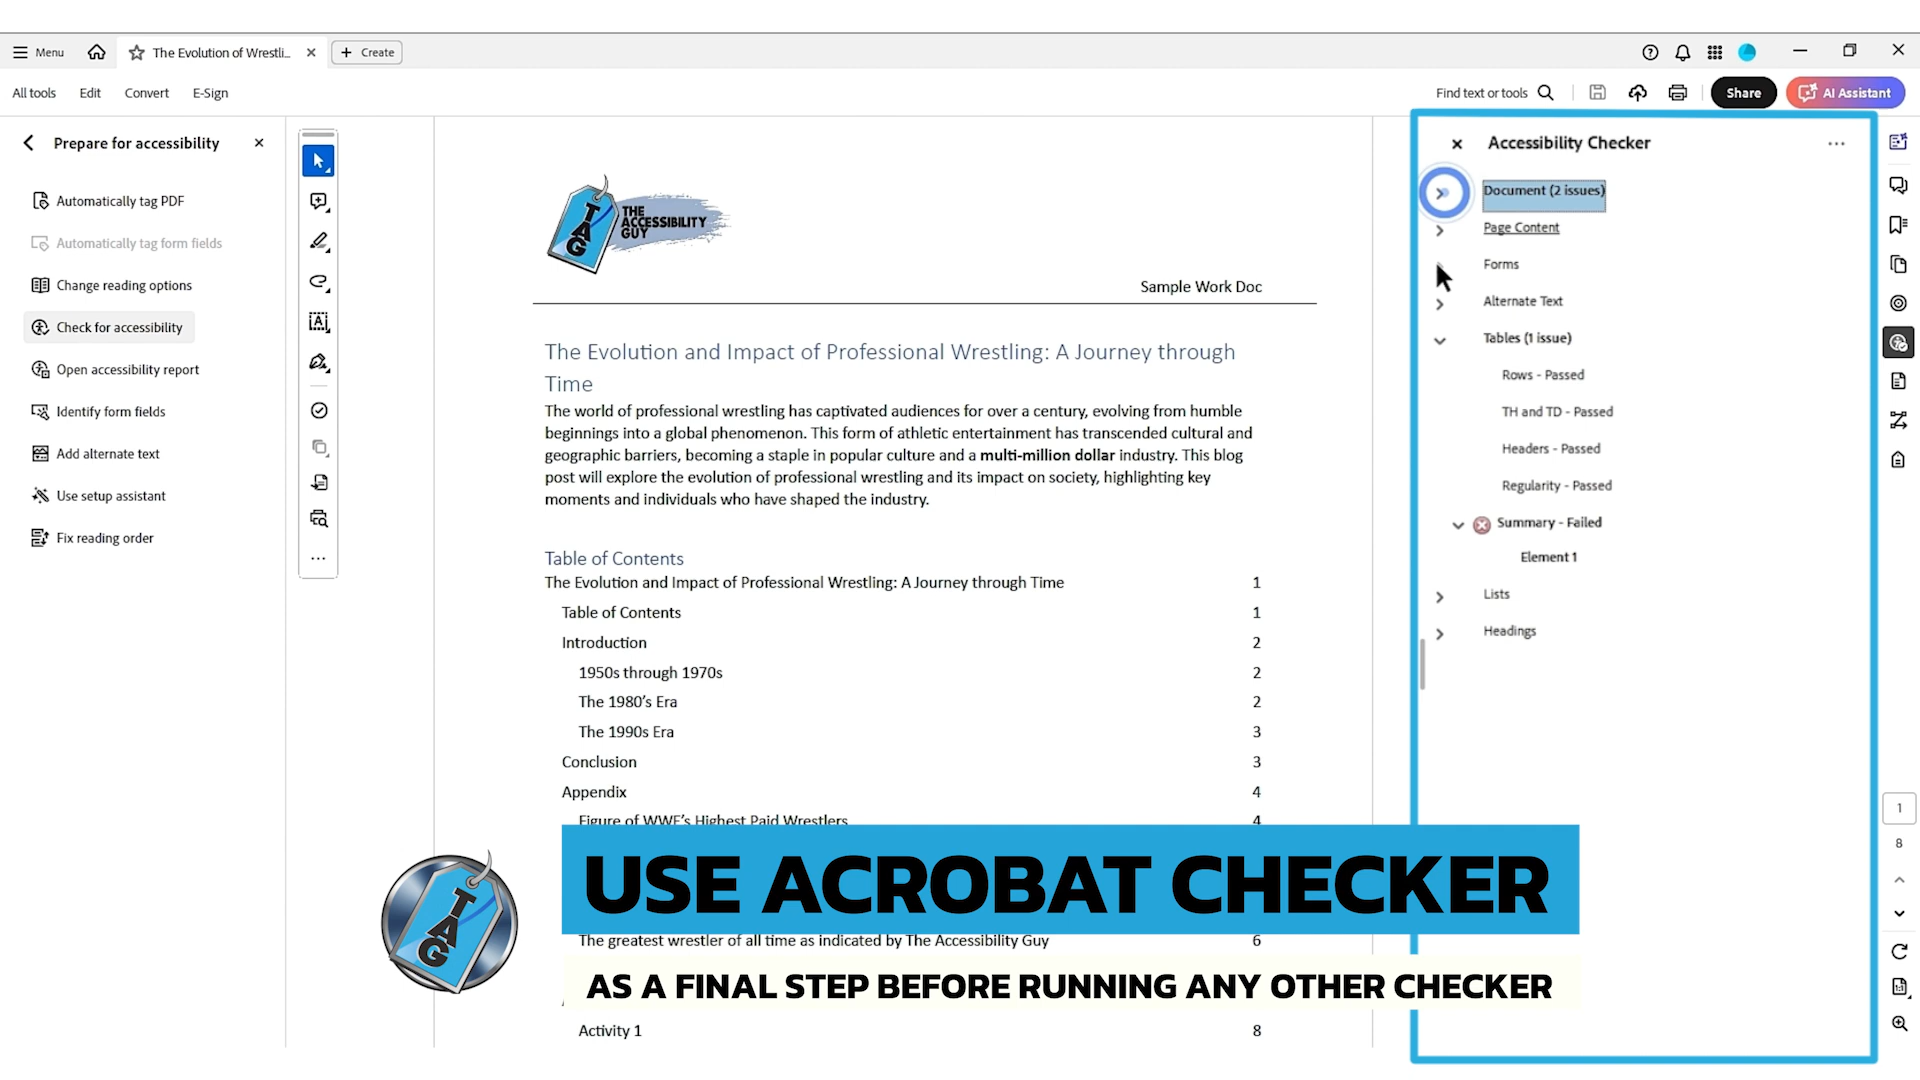 Menu
The Evolution of Wrestli...
Create
All tools
Edit
Convert
E-Sign
Find text or tools
Share
AI Assistant
Prepare for accessibility
Automatically tag PDF
Automatically tag form fields
Change reading options
Check for accessibility
Open accessibility report
Identify form fields
Add alternate text
Use setup assistant
Fix reading order
TAG
THE
ACCESSIBILITY
GUY
Sample Work Doc
The Evolution and Impact of Professional Wrestling: A Journey through
Time
The world of professional wrestling has captivated audiences for over a century, evolving from humble
beginnings into a global phenomenon. This form of athletic entertainment has transcended cultural and
geographic barriers, becoming a staple in popular culture and a multi-million dollar industry. This blog
post will explore the evolution of professional wrestling and its impact on society, highlighting key
moments and individuals who have shaped the industry.
Table of Contents
The Evolution and Impact of Professional Wrestling: A Journey through Time 1
Table of Contents 1
Introduction 2
1950s through 1970s 2
The 1980's Era 2
The 1990s Era 3
Conclusion 3
Appendix 4
Figure of WWE's Highest Paid Wrestlers 4
TAG
USE ACROBAT CHECKER
The greatest wrestler of all time as indicated by The Accessibility Guy 6
AS A FINAL STEP BEFORE RUNNING ANY OTHER CHECKER
Activity 1 8
Accessibility Checker
Document (2 issues)
Page Content
Forms
Alternate Text
Tables (1 issue)
Rows - Passed
TH and TD - Passed
Headers - Passed
Regularity - Passed
Summary - Failed
Element 1
Lists
Headings
1
8